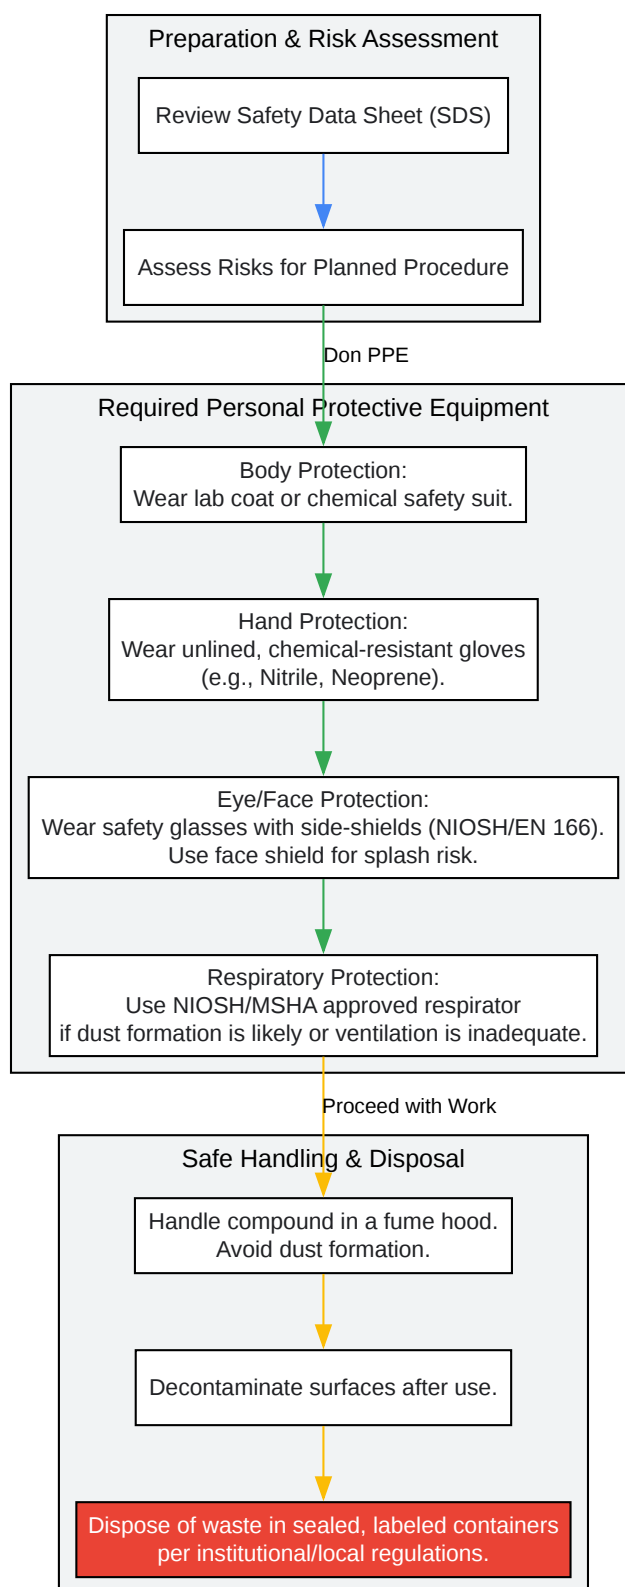 Preparation & Risk Assessment
Review Safety Data Sheet (SDS)
Assess Risks for Planned Procedure
Don PPE
Required Personal Protective Equipment
Body Protection:
Wear lab coat or chemical safety suit.
Hand Protection:
Wear unlined, chemical-resistant gloves
(e.g., Nitrile, Neoprene).
Eye/Face Protection:
Wear safety glasses with side-shields (NIOSH/EN 166).
Use face shield for splash risk.
Respiratory Protection:
Use NIOSH/MSHA approved respirator
if dust formation is likely or ventilation is inadequate.
Proceed with Work
Safe Handling & Disposal
Handle compound in a fume hood.
Avoid dust formation.
Decontaminate surfaces after use.
Dispose of waste in sealed, labeled containers
per institutional/local regulations.